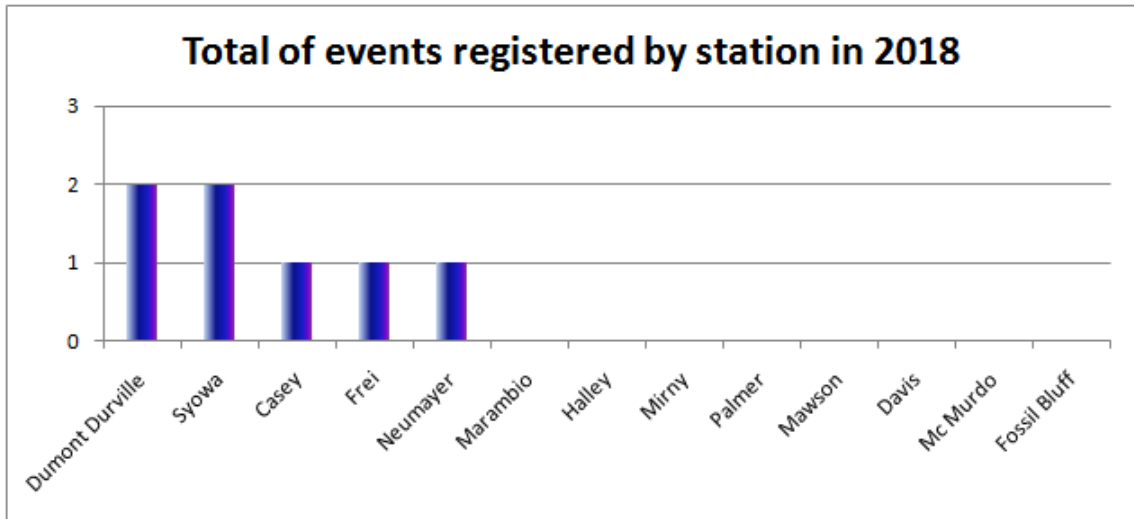 Total of events registered by station in 2018
3
2
1
0
Dumont Durville
Syowa
Casey
Frei
Neumayer
Marambio
Halley
Mirny
Palmer
Mawson
Davis
Mc Murdo
Fossil Bluff